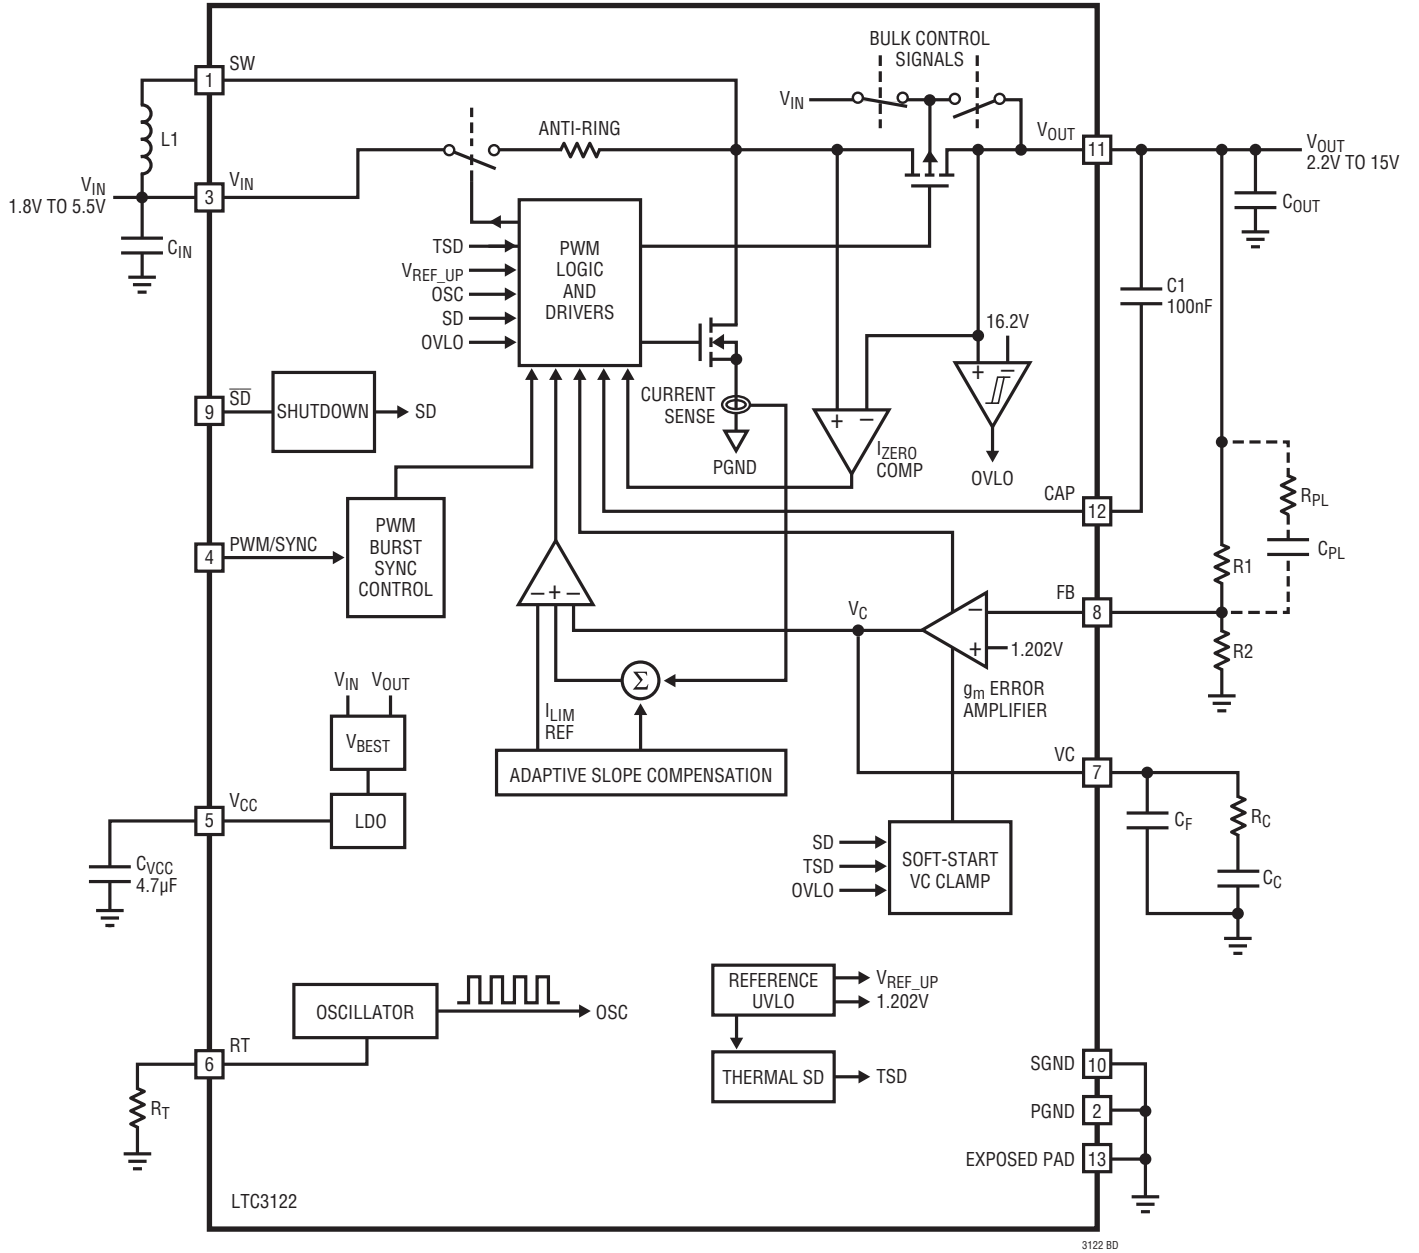 BULK CONTROL
SIGNALS
SW
1
VIN
ANTI-RING
VOUT
L1
11
VOUT
2.2V TO 15V
VIN
1.8V TO 5.5V
3
VIN
COUT
CIN
TSD
VREF_UP
OSC
SD
OVLO
PWM
LOGIC
AND
DRIVERS
C1
100nF
16.2V
+ −
CURRENT
SENSE
PGND
+ −
IZERO
COMP
OVLO
9
SD
SHUTDOWN
SD
CAP
12
RPL
CPL
4
PWM/SYNC
PWM
BURST
SYNC
CONTROL
− + −
VC
FB
8
−
+
1.202V
R1
R2
gm ERROR
AMPLIFIER
Σ
ILIM
REF
ADAPTIVE SLOPE COMPENSATION
VIN VOUT
VBEST
LDO
VCC
5
CVCC
4.7µF
VC
7
CF
RC
CC
SD
TSD
OVLO
SOFT-START
VC CLAMP
REFERENCE
UVLO
VREF_UP
1.202V
OSCILLATOR
OSC
THERMAL SD
TSD
RT
6
RT
SGND
10
PGND
2
EXPOSED PAD
13
LTC3122
3122 BD